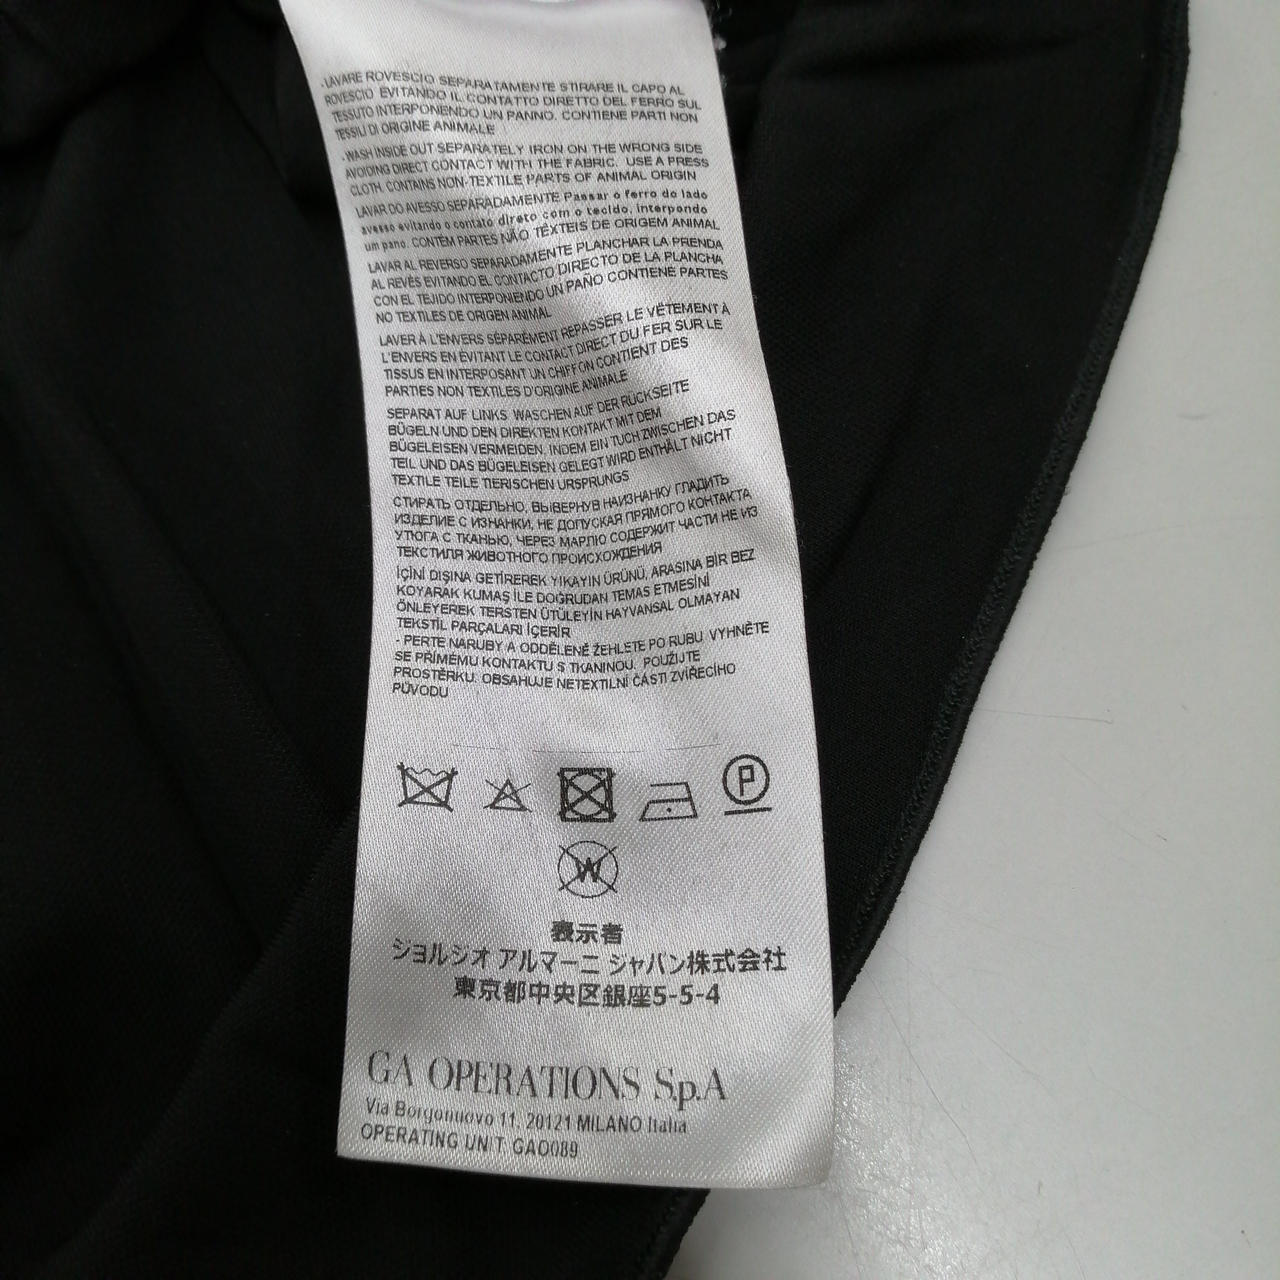 - LAVARE ROVESCIO SEPARATAMENTE STIRARE IL CAPO AL
ROVESCIO EVITANDO IL CONTATTO DIRETTO DEL FERRO SUL
TESSUTO INTERPONENDO UN PANNO. CONTIENE PARTI NON
TESSIU DI ORIGINE ANIMALE
- WASH INSIDE OUT SEPARATELY IRON ON THE WRONG SIDE
AVOIDING DIRECT CONTACT WITH THE FABRIC. USE A PRESS
CLOTH. CONTAINS NON-TEXTILE PARTS OF ANIMAL ORIGIN
LAVAR DO AVESSO SEPARADAMENTE Passar o ferro do lado
avesso evitando o contato direto com o tecido, interpondo
um pano. CONTÉM PARTES NÃO TÊXTEIS DE ORIGEM ANIMAL
LAVAR AL REVERSO SEPARADAMENTE PLANCHAR LA PRENDA
AL REVÉS EVITANDO EL CONTACTO DIRECTO DE LA PLANCHA
CON EL TEJIDO INTERPONIENDO UN PAÑO CONTIENE PARTES
NO TEXTILES DE ORIGEN ANIMAL
LAVER À L'ENVERS SÉPARÉMENT REPASSER LE VÊTEMENT À
L'ENVERS EN ÉVITANT LE CONTACT DIRECT DU FER SUR LE
TISSUS EN INTERPOSANT UN CHIFFON CONTIENT DES
PARTIES NON TEXTILES D'ORIGINE ANIMALE
SEPARAT AUF LINKS WASCHEN AUF DER RÜCKSEITE
BÜGELN UND DEN DIREKTEN KONTAKT MIT DEM
BÜGELEISEN VERMEIDEN, INDEM EIN TUCH ZWISCHEN DAS
TEIL UND DAS BÜGELEISEN GELEGT WIRD ENTHÄLT NICHT
TEXTILE TEILE TIERISCHEN URSPRUNGS
СТИРАТЬ ОТДЕЛЬНО, ВЫВЕРНУВ НАИЗНАНКУ ГЛАДИТЬ
ИЗДЕЛИЕ С ИЗНАНКИ, НЕ ДОПУСКАЯ ПРЯМОГО КОНТАКТА
УТЮГА С ТКАНЬЮ, ЧЕРЕЗ МАРЛЮ СОДЕРЖИТ ЧАСТИ НЕ ИЗ
ТЕКСТИЛЯ ЖИВОТНОГО ПРОИСХОЖДЕНИЯ
İÇİNİ DIŞINA GETİREREK YIKAYIN ÜRÜNÜ, ARASINA BİR BEZ
KOYARAK KUMAŞ İLE DOĞRUDAN TEMAS ETMESİNİ
ÖNLEYEREK TERSTEN ÜTÜLEYİN HAYVANSAL OLMAYAN
TEKSTİL PARÇALARI İÇERİR
- PERTE NARUBY A ODDĚLENĚ ŽEHLETE PO RUBU VYHNĚTE
SE PŘÍMÉMU KONTAKTU S TKANINOU. POUŽIJTE
PROSTĚRKU. OBSAHUJE NETEXTILNÍ ČÁSTI ZVÍŘECÍHO
PŮVODU
P
W
表示者
ジョルジオ アルマーニ ジャパン株式会社
東京都中央区銀座5-5-4
GA OPERATIONS S.p.A
Via Borgonuovo 11, 20121 MILANO Italia
OPERATING UNIT GAO089